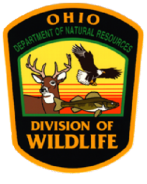 OHIO
DEPARTMENT OF NATURAL RESOURCES
DIVISION OF
WILDLIFE